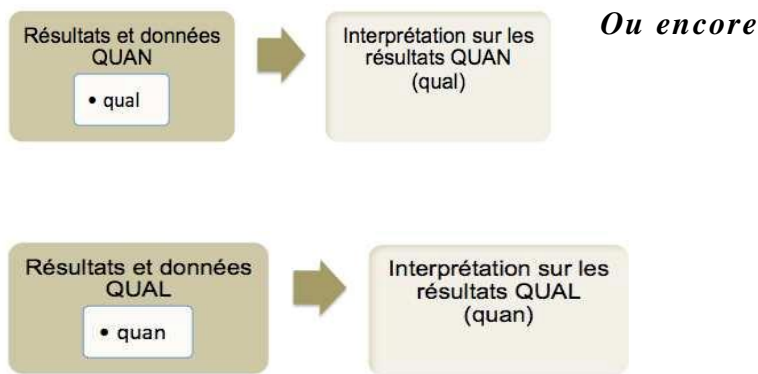 Résultats et données
QUAN
• qual
Interprétation sur les
résultats QUAN
(qual)
Ou encore
Résultats et données
QUAL
• quan
Interprétation sur les
résultats QUAL
(quan)